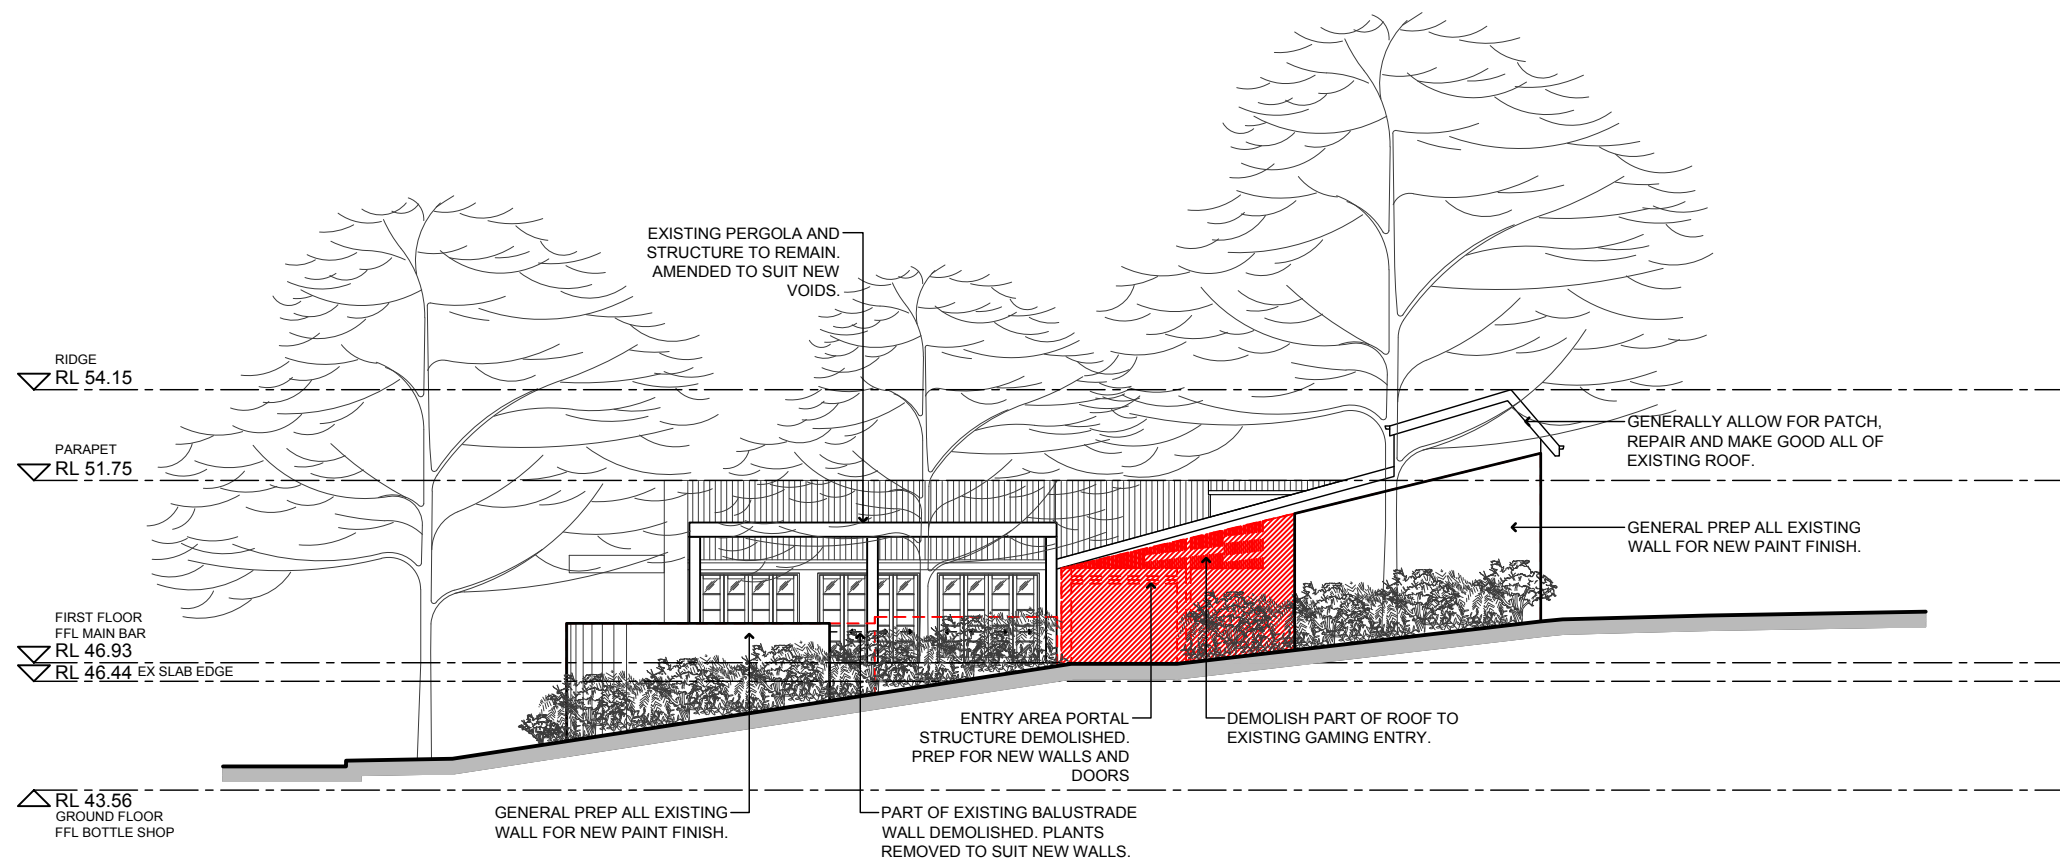 EXISTING PERGOLA AND
STRUCTURE TO REMAIN.
AMENDED TO SUIT NEW
VOIDS.
RIDGE
RL 54.15
PARAPET
RL 51.75
GENERALLY ALLOW FOR PATCH,
REPAIR AND MAKE GOOD ALL OF
EXISTING ROOF.
GENERAL PREP ALL EXISTING
WALL FOR NEW PAINT FINISH.
FIRST FLOOR
FFL MAIN BAR
RL 46.93
RL 46.44 EX SLAB EDGE
ENTRY AREA PORTAL
STRUCTURE DEMOLISHED.
PREP FOR NEW WALLS AND
DOORS
DEMOLISH PART OF ROOF TO
EXISTING GAMING ENTRY.
RL 43.56
GROUND FLOOR
FFL BOTTLE SHOP
GENERAL PREP ALL EXISTING
WALL FOR NEW PAINT FINISH.
PART OF EXISTING BALUSTRADE
WALL DEMOLISHED. PLANTS
REMOVED TO SUIT NEW WALLS.